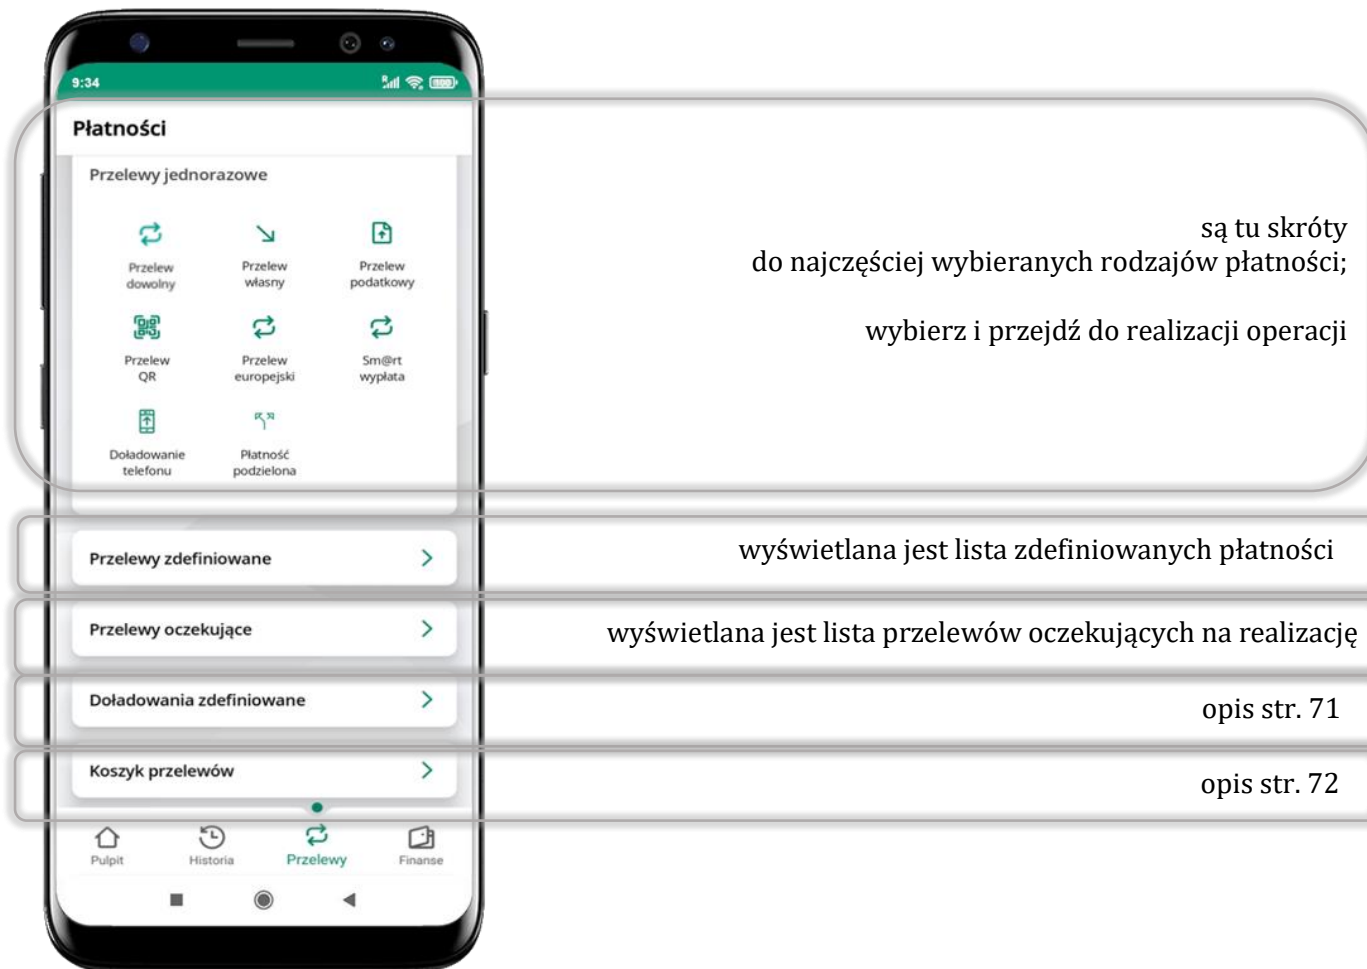 9:34
Płatności
Przelewy jednorazowe
Przelew dowolny
Przelew własny
Przelew podatkowy
Przelew QR
Przelew europejski
Sm@rt wypłata
Doładowanie telefonu
Płatność podzielona
są tu skróty
do najczęściej wybieranych rodzajów płatności;
wybierz i przejdź do realizacji operacji
Przelewy zdefiniowane
wyświetlana jest lista zdefiniowanych płatności
Przelewy oczekujące
wyświetlana jest lista przelewów oczekujących na realizację
Doładowania zdefiniowane
opis str. 71
Koszyk przelewów
opis str. 72
Pulpit
Historia
Przelewy
Finanse